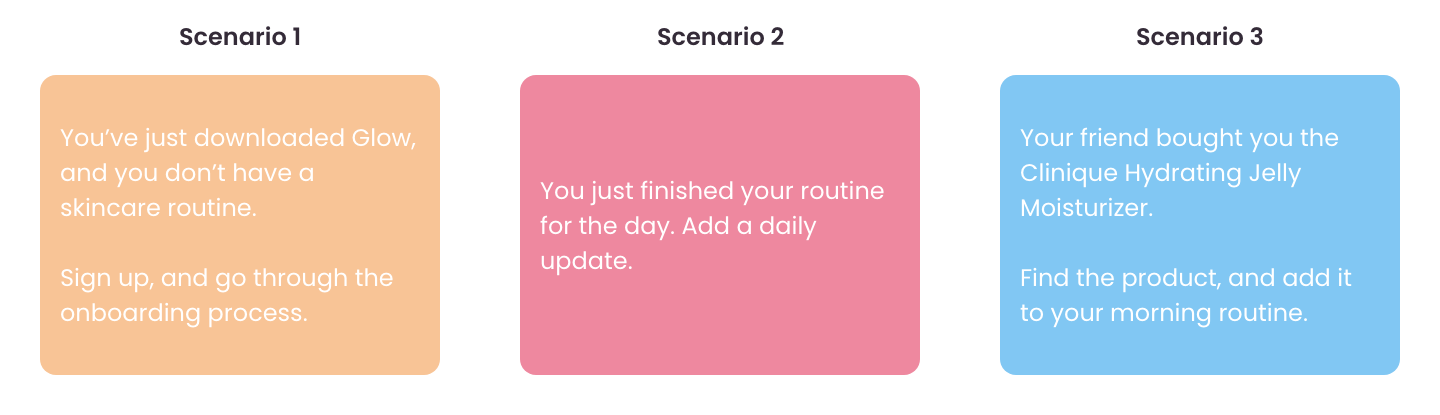 Scenario 1
You’ve just downloaded Glow,
and you don’t have a
skincare routine.
Sign up, and go through the
onboarding process.
Scenario 2
You just finished your routine
for the day. Add a daily
update.
Scenario 3
Your friend bought you the
Clinique Hydrating Jelly
Moisturizer.
Find the product, and add it
to your morning routine.